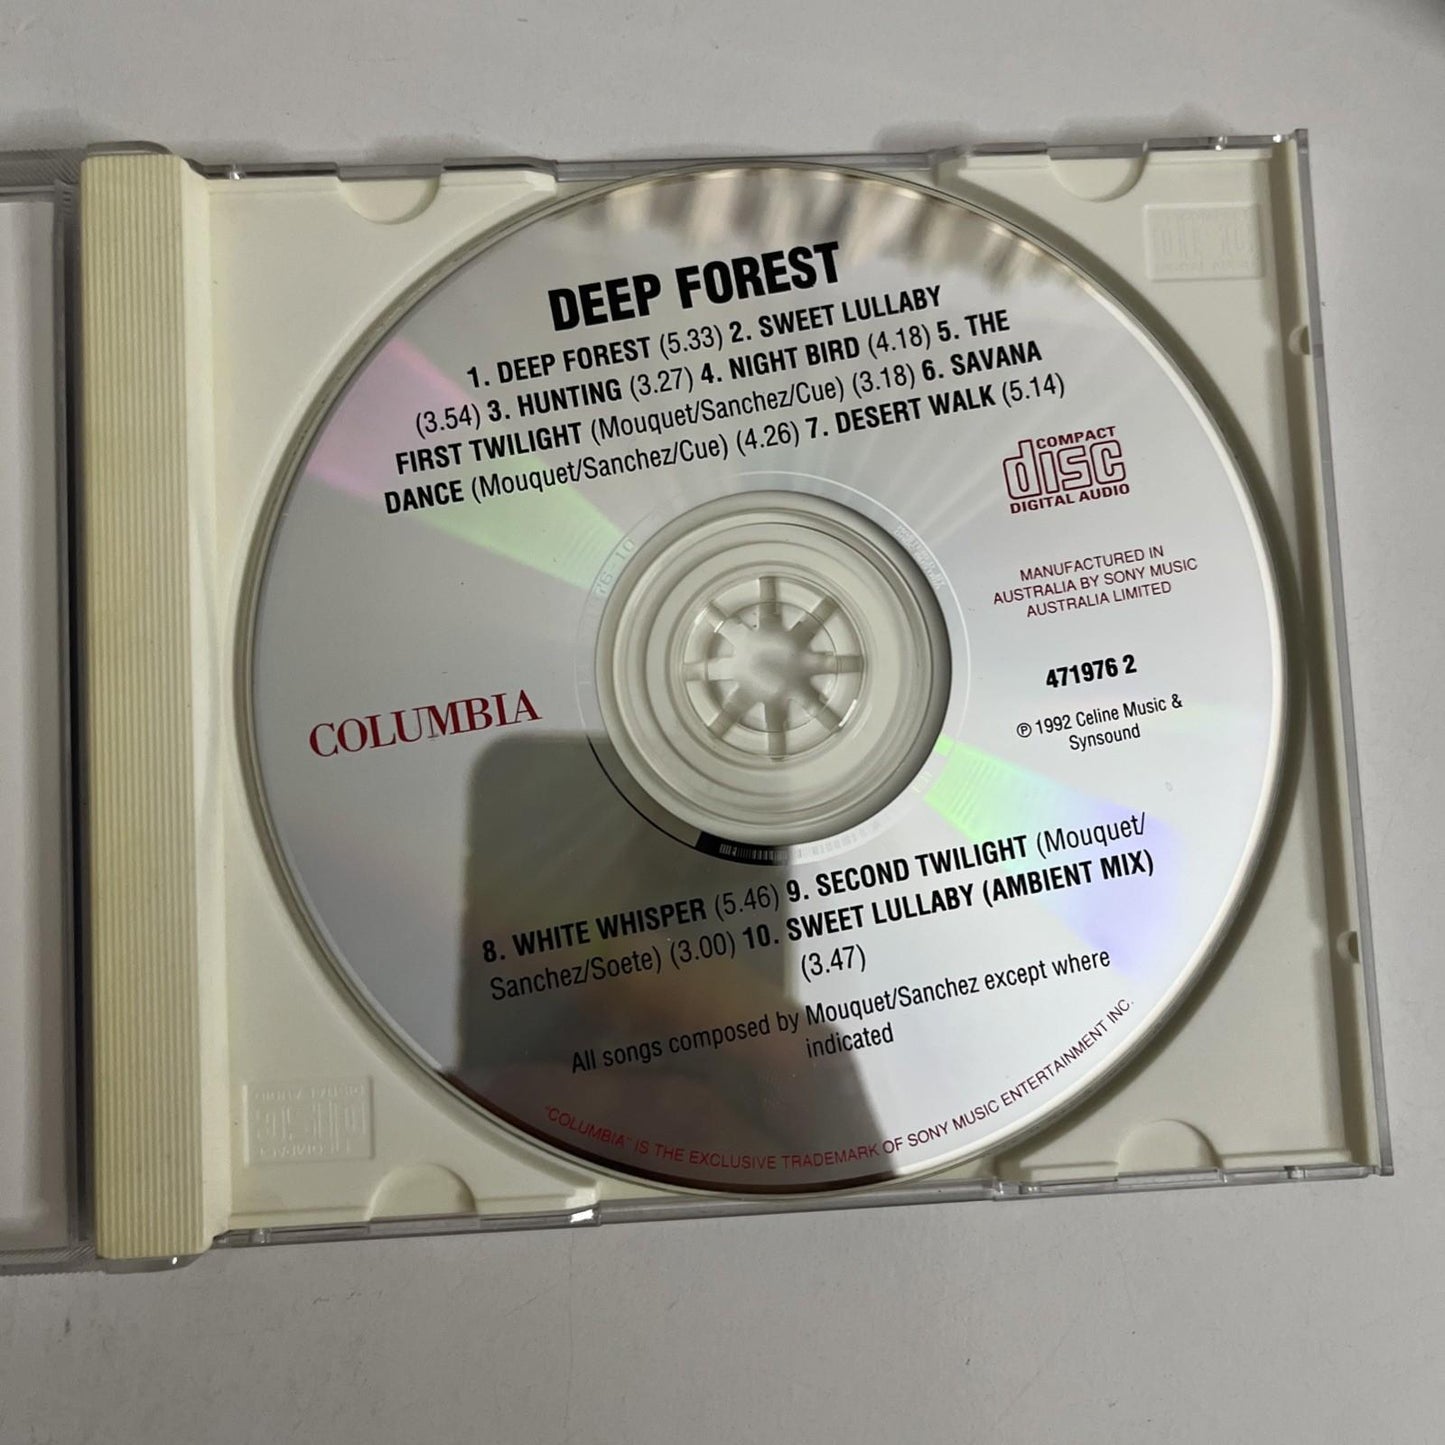 DEEP FOREST
1. DEEP FOREST (5.33) 2. SWEET LULLABY
(3.54) 3. HUNTING (3.27) 4. NIGHT BIRD (4.18) 5. THE
FIRST TWILIGHT (Mouquet/Sanchez/Cue) (3.18) 6. SAVANA
DANCE (Mouquet/Sanchez/Cue) (4.26) 7. DESERT WALK (5.14)
COMPACT
disc
DIGITAL AUDIO
MANUFACTURED IN
AUSTRALIA BY SONY MUSIC
AUSTRALIA LIMITED
COLUMBIA
471976 2
℗ 1992 Celine Music &
Synsound
8. WHITE WHISPER (5.46) 9. SECOND TWILIGHT (Mouquet/
Sanchez/Soete) (3.00) 10. SWEET LULLABY (AMBIENT MIX)
(3.47)
All songs composed by Mouquet/Sanchez except where
indicated
"COLUMBIA" IS THE EXCLUSIVE TRADEMARK OF SONY MUSIC ENTERTAINMENT INC.